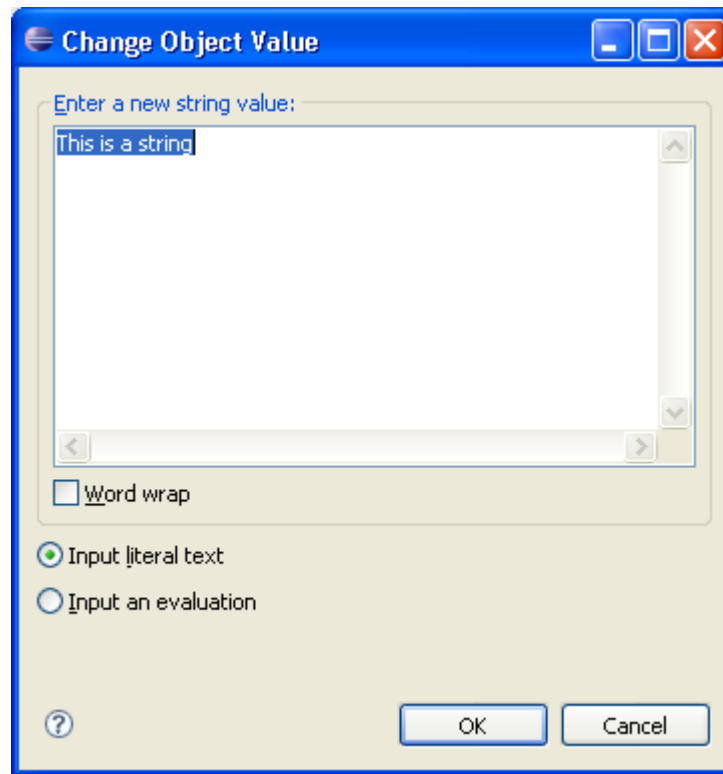 Change Object Value
Enter a new string value:
This is a string
Word wrap
Input literal text
Input an evaluation
?
OK Cancel